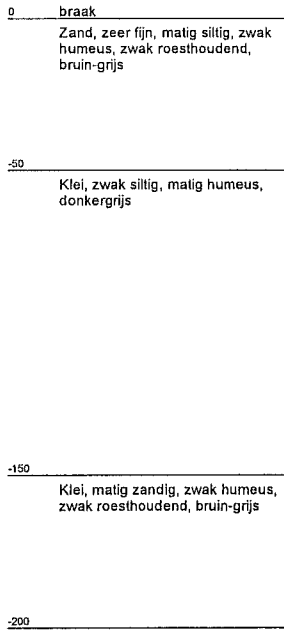 0 braak
Zand, zeer fijn, matig siltig, zwak
humeus, zwak roesthoudend,
bruin-grijs
-50
Klei, zwak siltig, matig humeus,
donkergrijs
-150
Klei, matig zandig, zwak humeus,
zwak roesthoudend, bruin-grijs
-200